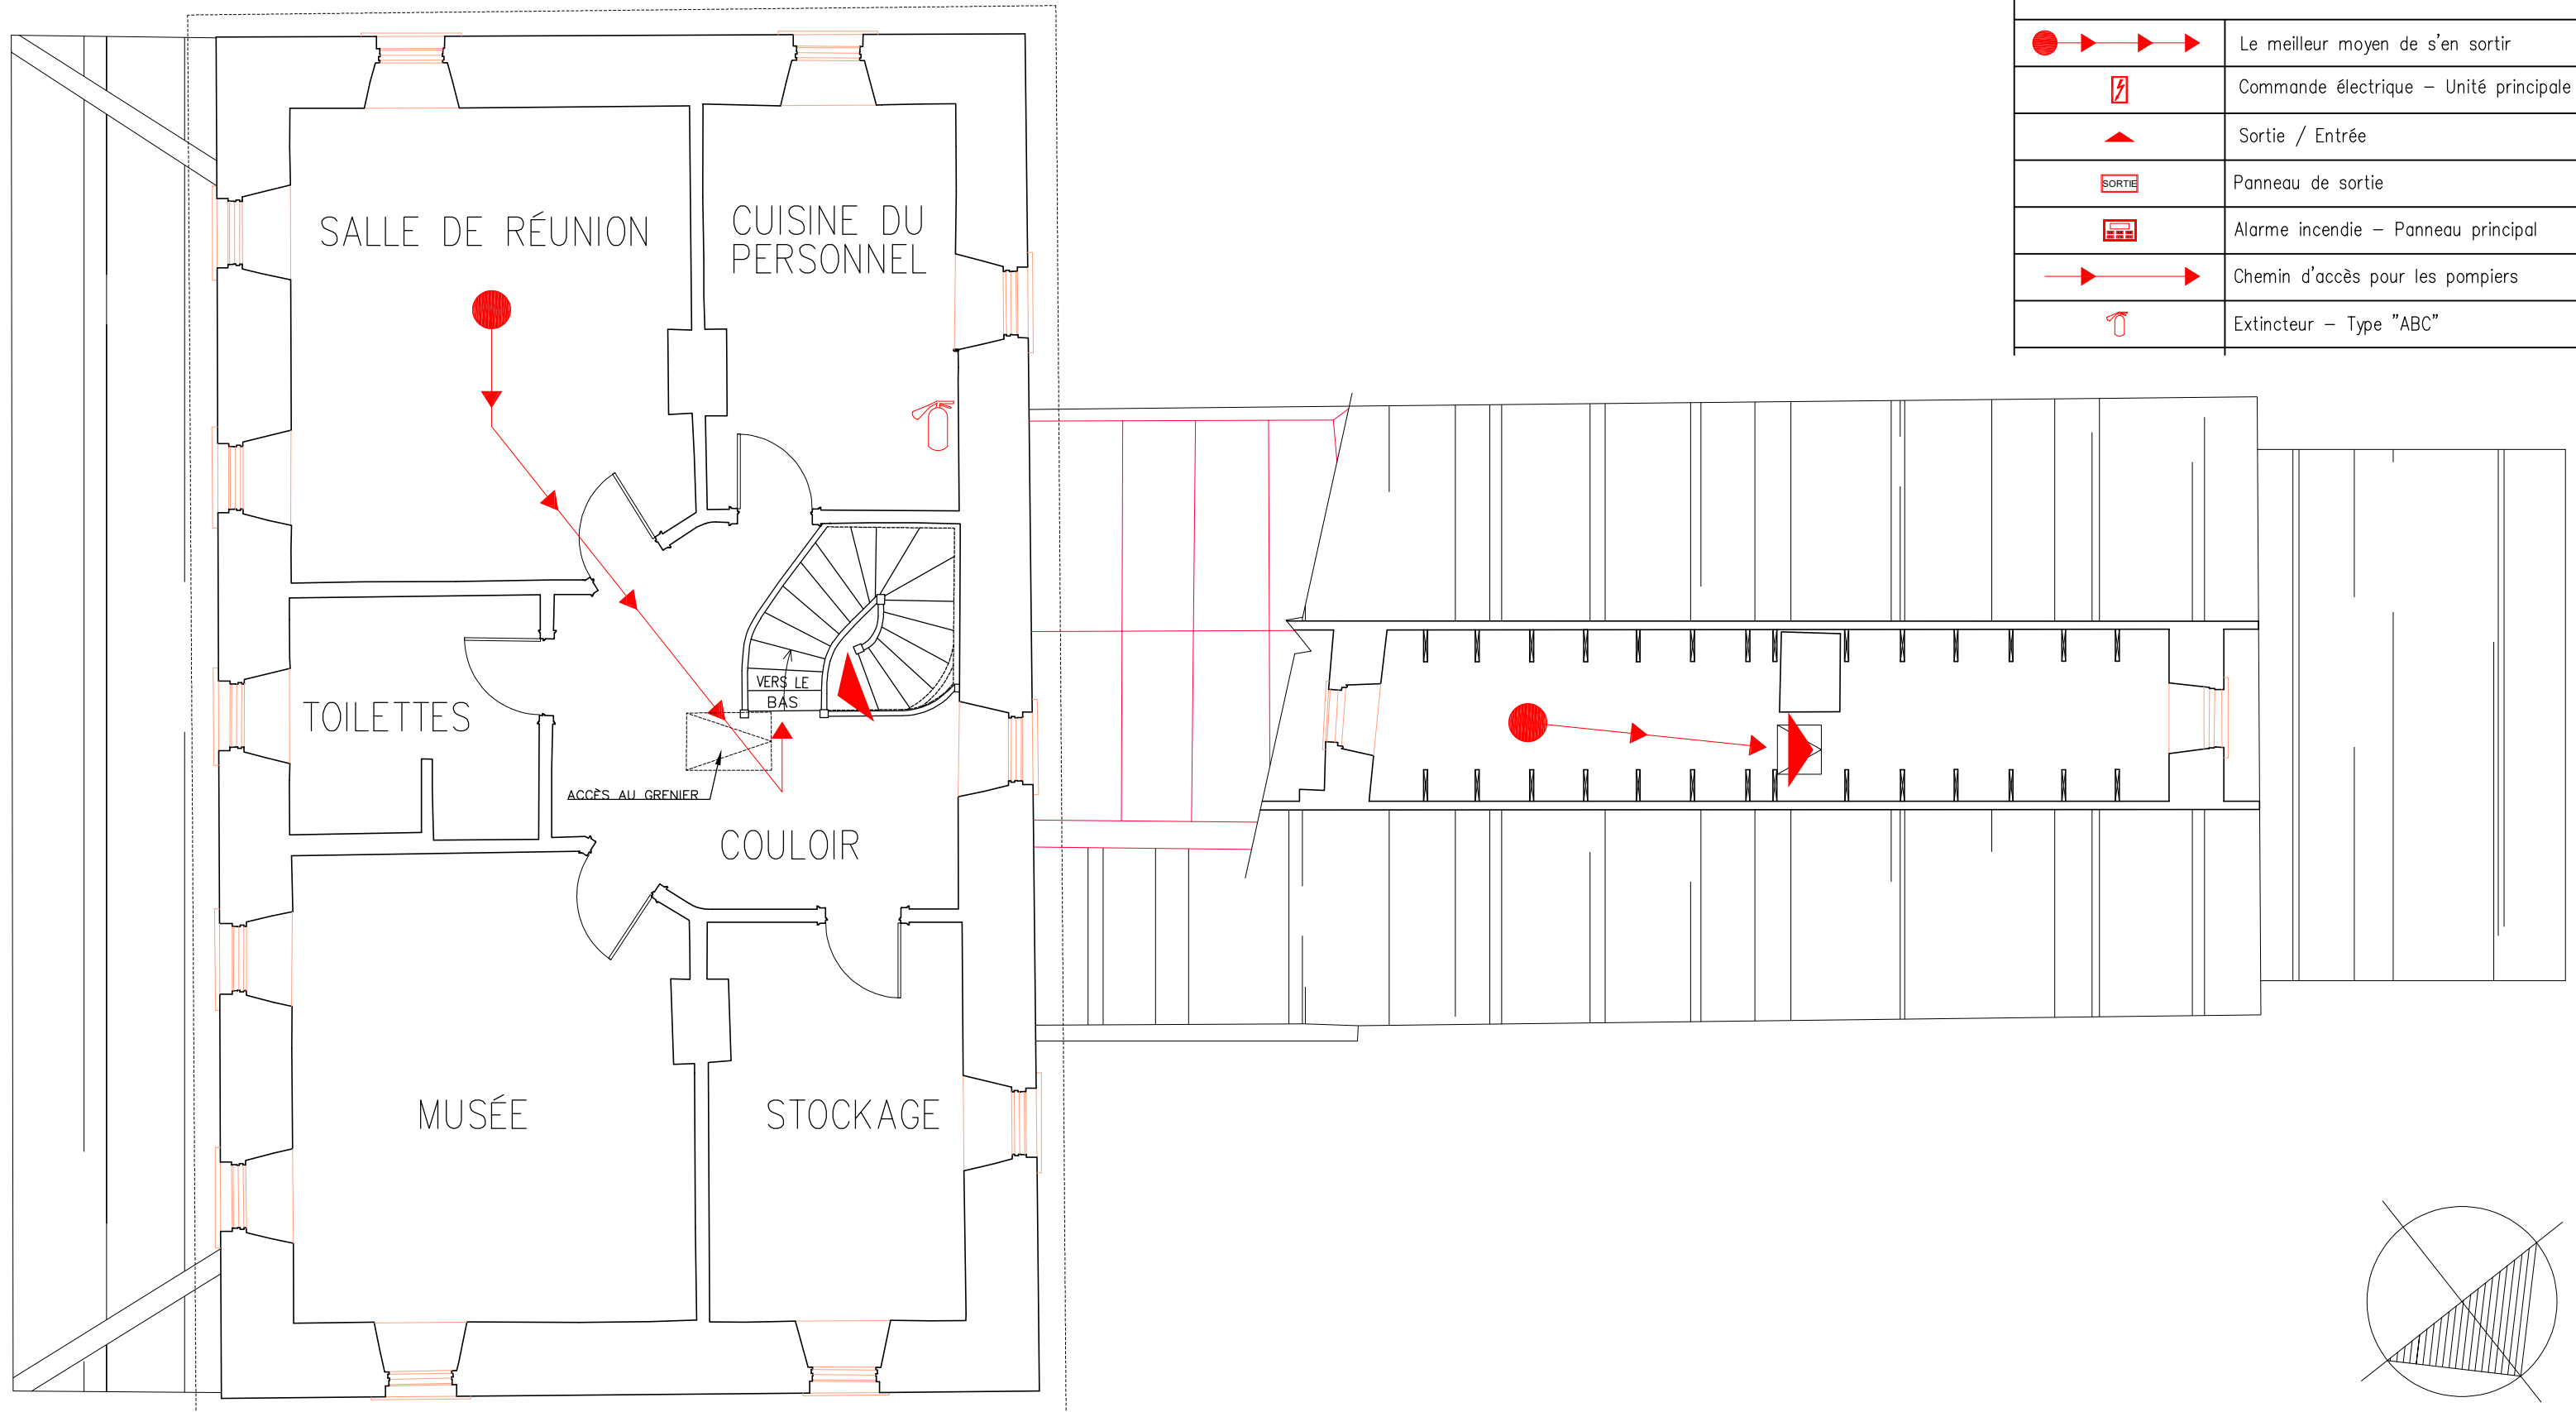 Le meilleur moyen de s'en sortir
Commande électrique – Unité principale
Sortie / Entrée
SORTIE
Panneau de sortie
Alarme incendie – Panneau principal
Chemin d'accès pour les pompiers
Extincteur – Type "ABC"
SALLE DE RÉUNION
CUISINE DU
PERSONNEL
VERS LE
BAS
TOILETTES
ACCÈS AU GRENIER
COULOIR
MUSÉE
STOCKAGE